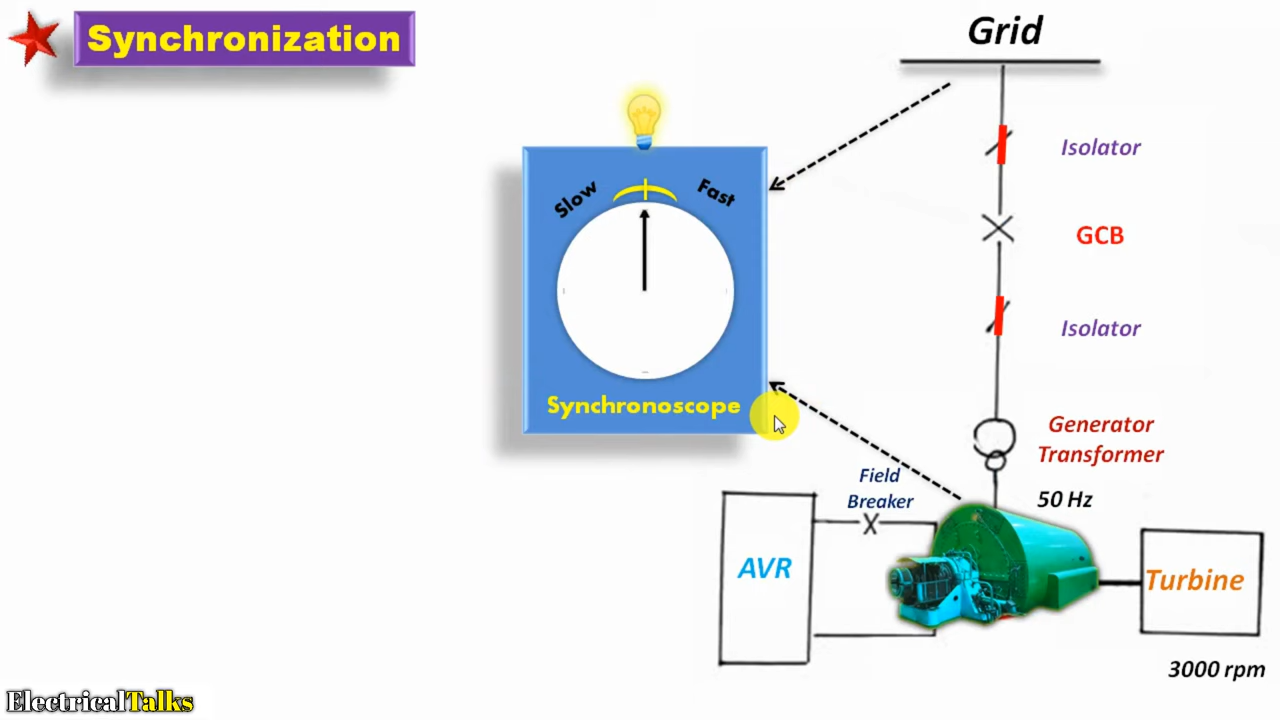 Synchronization
Grid
Isolator
Slow
Fast
GCB
Isolator
Synchronoscope
Generator
Transformer
Field
Breaker
50 Hz
AVR
Turbine
3000 rpm
ElectricalTalks